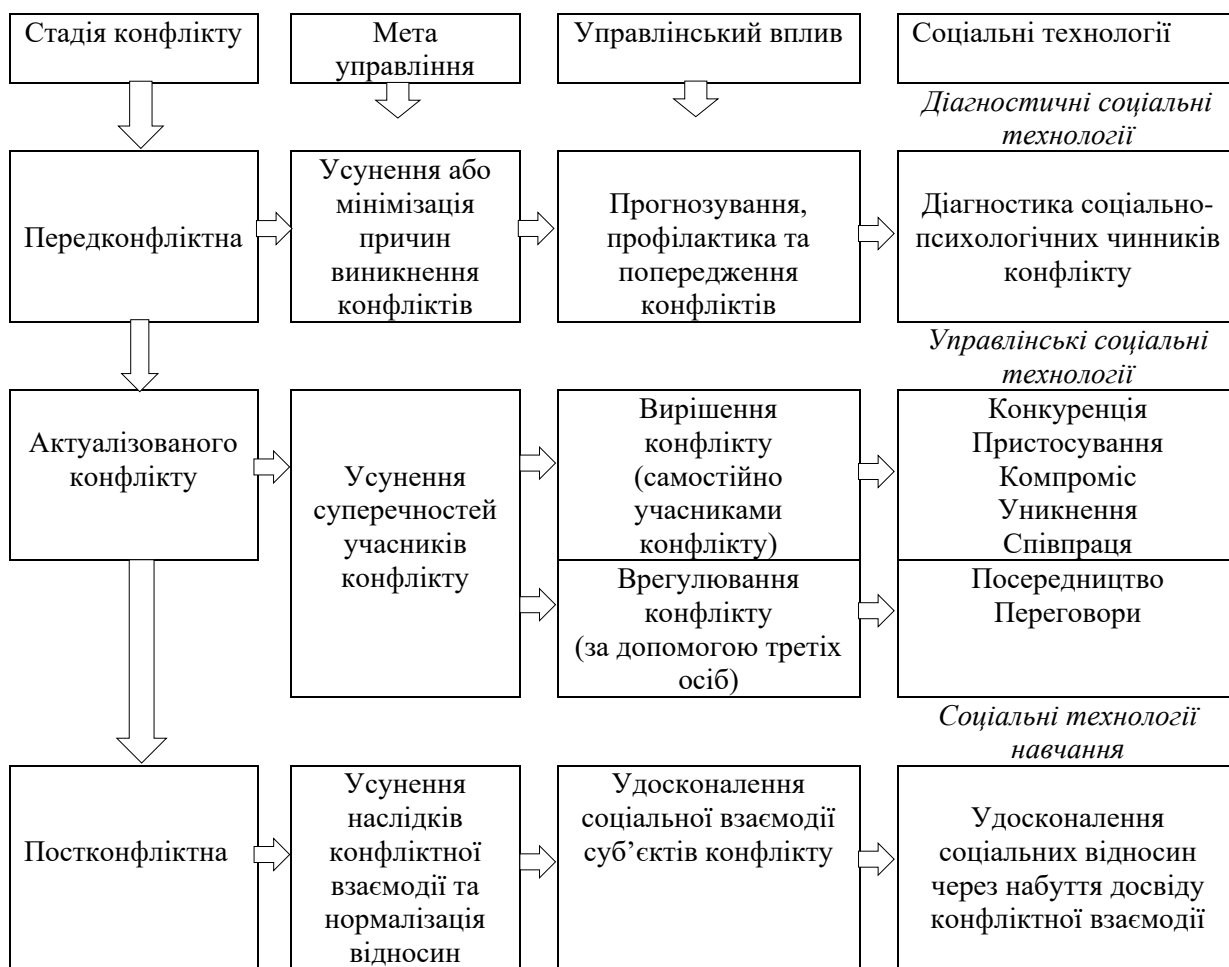 Стадія конфлікту
Мета
управління
Управлінський вплив
Соціальні технології
Діагностичні соціальні
технології
Передконфліктна
Усунення або
мінімізація
причин
виникнення
конфліктів
Прогнозування,
профілактика та
попередження
конфліктів
Діагностика соціально-
психологічних чинників
конфлікту
Управлінські соціальні
технології
Актуалізованого
конфлікту
Усунення
суперечностей
учасників
конфлікту
Вирішення
конфлікту
(самостійно
учасниками
конфлікту)
Конкуренція
Пристосування
Компроміс
Уникнення
Співпраця
Врегулювання
конфлікту
(за допомогою третіх
осіб)
Посередництво
Переговори
Соціальні технології
навчання
Постконфліктна
Усунення
наслідків
конфліктної
взаємодії та
нормалізація
відносин
Удосконалення
соціальної взаємодії
суб’єктів конфлікту
Удосконалення
соціальних відносин
через набуття досвіду
конфліктної взаємодії